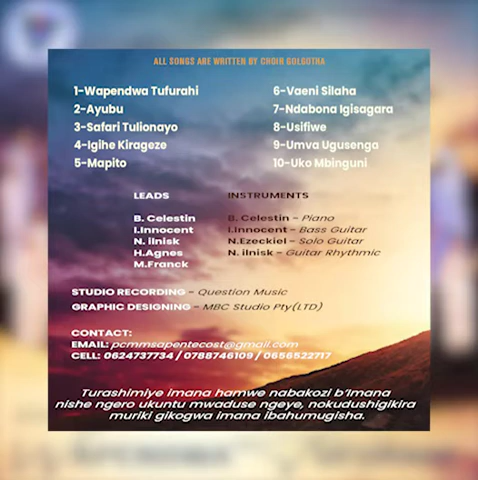 ALL SONGS ARE WRITTEN BY CHOIR GOLGOTHA
1-Wapendwa Tufurahi
2-Ayubu
3-Safari Tulionayo
4-Igihe Kirageze
5-Mapito
6-Vaeni Silaha
7-Ndabona Igisagara
8-Usifiwe
9-Umva Ugusenga
10-Uko Mbinguni
LEADS
B. Celestin
I.Innocent
N. ilnisk
H.Agnes
M.Franck
INSTRUMENTS
B. Celestin - Piano
I.Innocent - Bass Guitar
N.Ezeckiel - Solo Guitar
N. ilnisk - Guitar Rhythmic
STUDIO RECORDING - Question Music
GRAPHIC DESIGNING - MBC Studio Pty(LTD)
CONTACT:
EMAIL: pcmmsapentecost@gmail.com
CELL: 0624737734 / 0788746109 / 0656522717
Turashimiye imana hamwe nabakozi b'imana
nishe ngero ukuntu mwaduse ngeye, nokudushigikira
muriki gikogwa imana ibahumugisha.